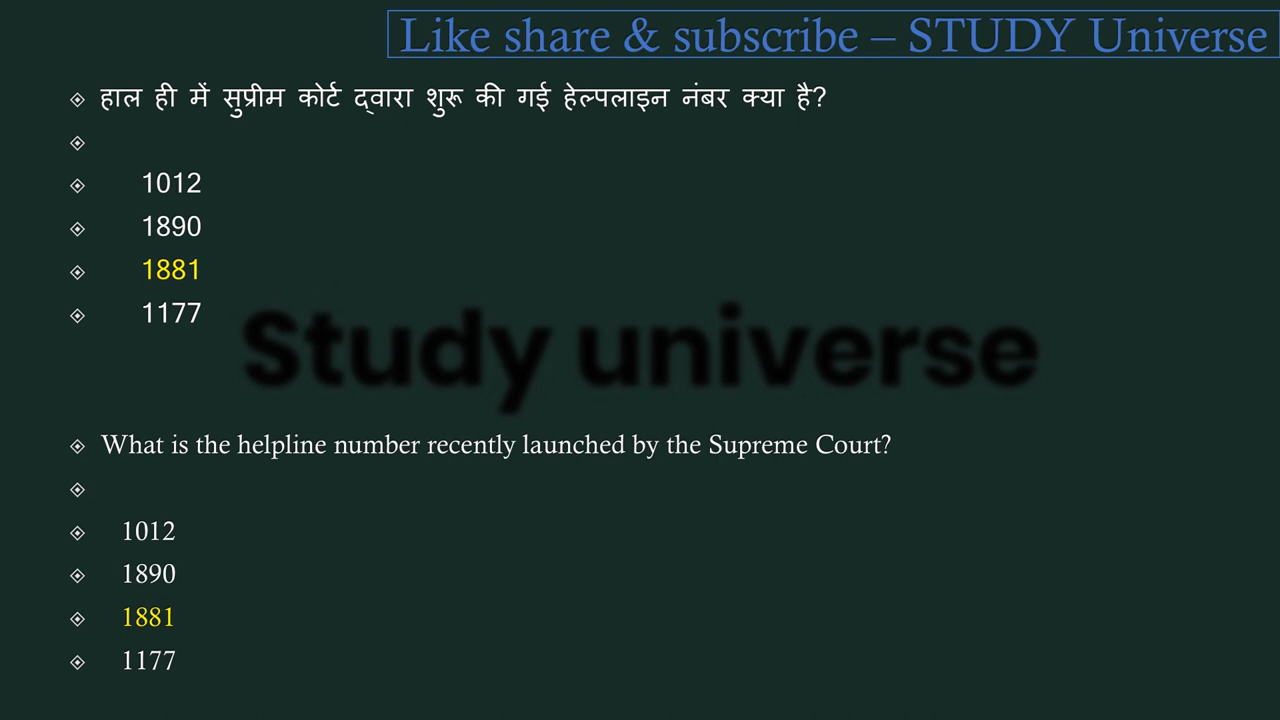 Like share & subscribe – STUDY Universe
हाल ही में सुप्रीम कोर्ट द्वारा शुरू की गई हेल्पलाइन नंबर क्या है?
1012
1890
1881
1177
Study universe
What is the helpline number recently launched by the Supreme Court?
1012
1890
1881
1177